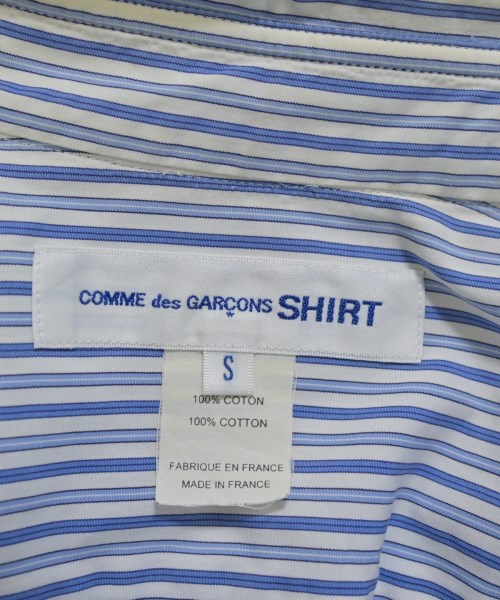 COMME des GARÇONS SHIRT
S
100% COTON
100% COTTON
FABRIQUE EN FRANCE
MADE IN FRANCE